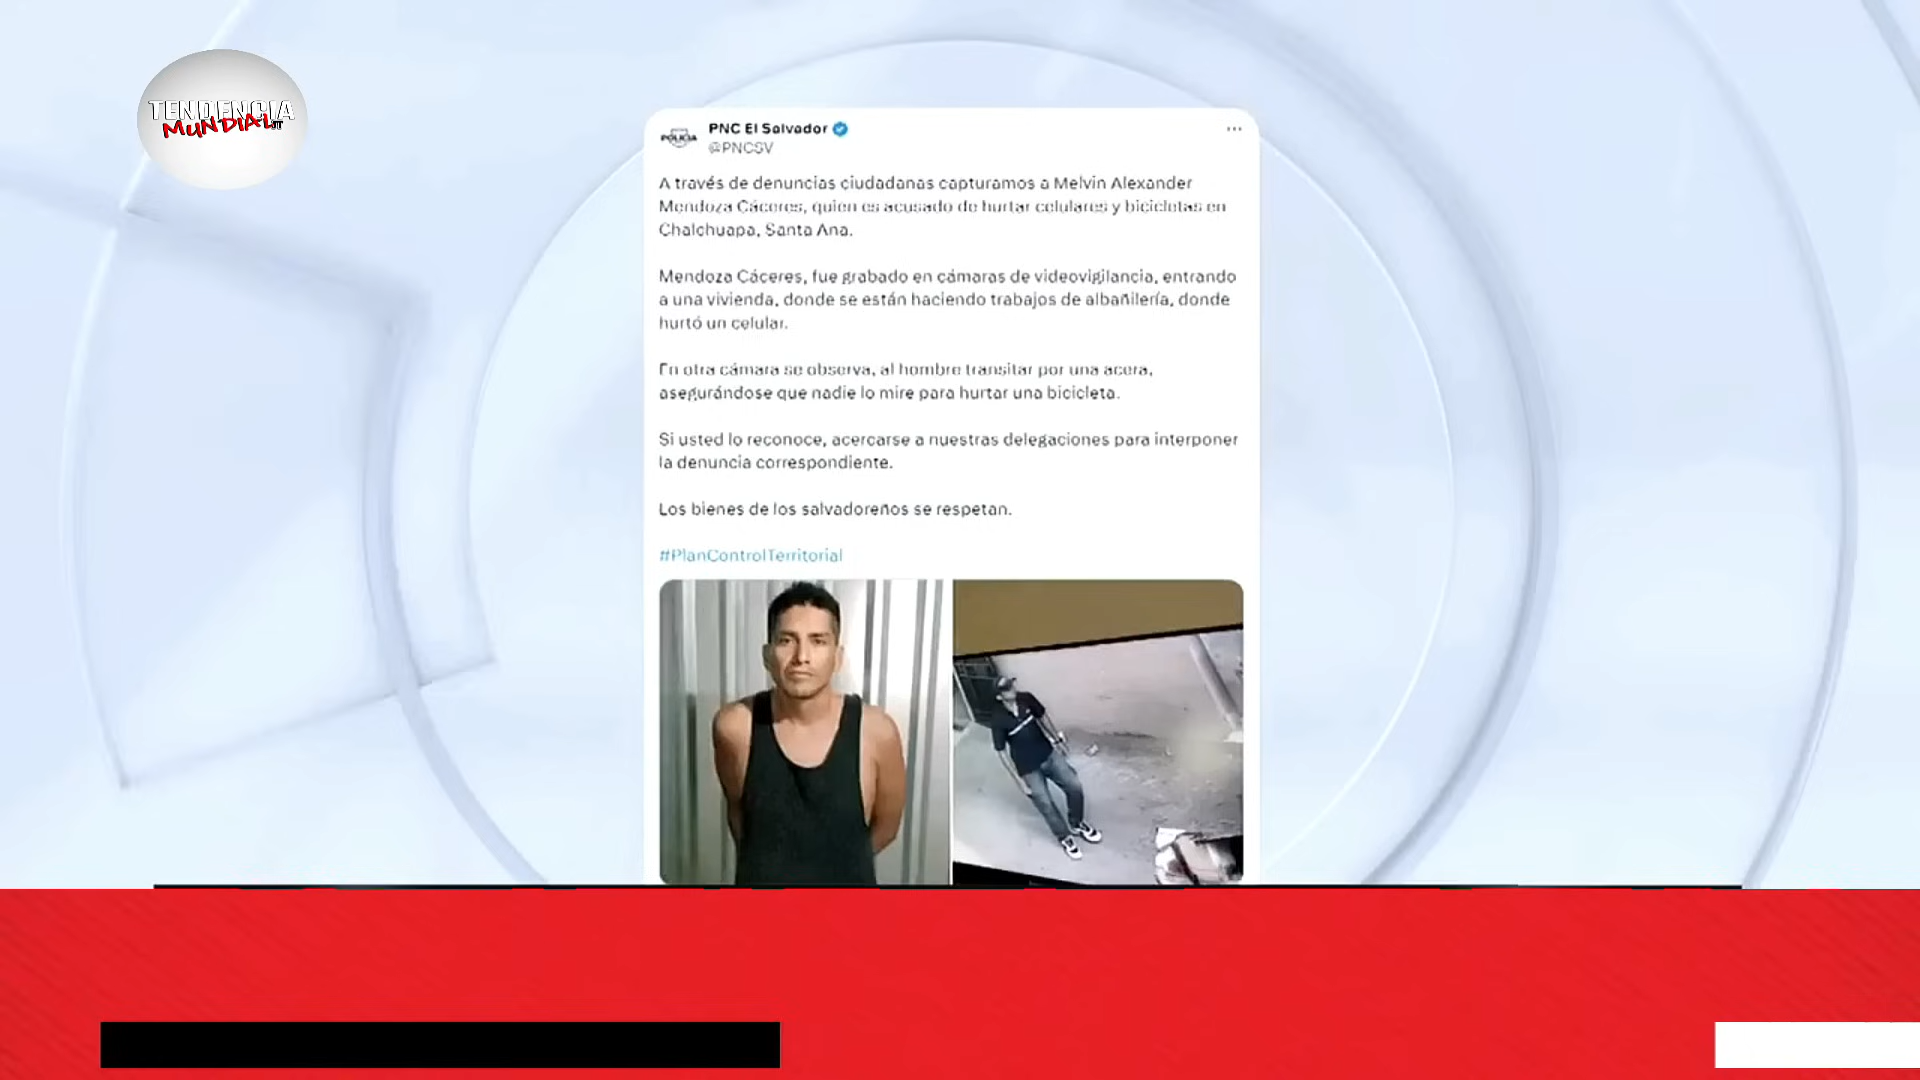 TENDENCIA
MUNDIAL.JT
PNC El Salvador
POLICIA
@PNCSV
A través de denuncias ciudadanas capturamos a Melvin Alexander
Mendoza Cáceres, quien es acusado de hurtar celulares y bicicletas en
Chalchuapa, Santa Ana.
Mendoza Cáceres, fue grabado en cámaras de videovigilancia, entrando
a una vivienda, donde se están haciendo trabajos de albañilería, donde
hurtó un celular.
En otra cámara se observa, al hombre transitar por una acera,
asegurándose que nadie lo mire para hurtar una bicicleta.
Si usted lo reconoce, acercarse a nuestras delegaciones para interponer
la denuncia correspondiente.
Los bienes de los salvadoreños se respetan.
#PlanControlTerritorial